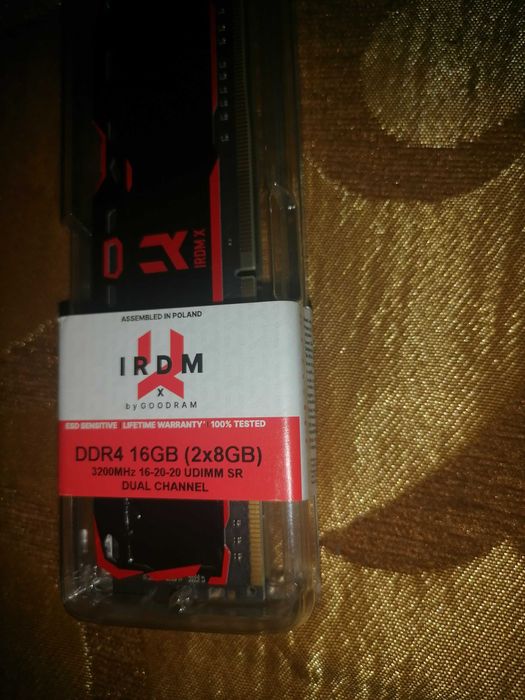 IRDM X
ASSEMBLED IN POLAND
IRDM
X
by GOODRAM
ESD SENSITIVE | LIFETIME WARRANTY* | 100% TESTED
DDR4 16GB (2x8GB)
3200MHz 16-20-20 UDIMM SR
DUAL CHANNEL